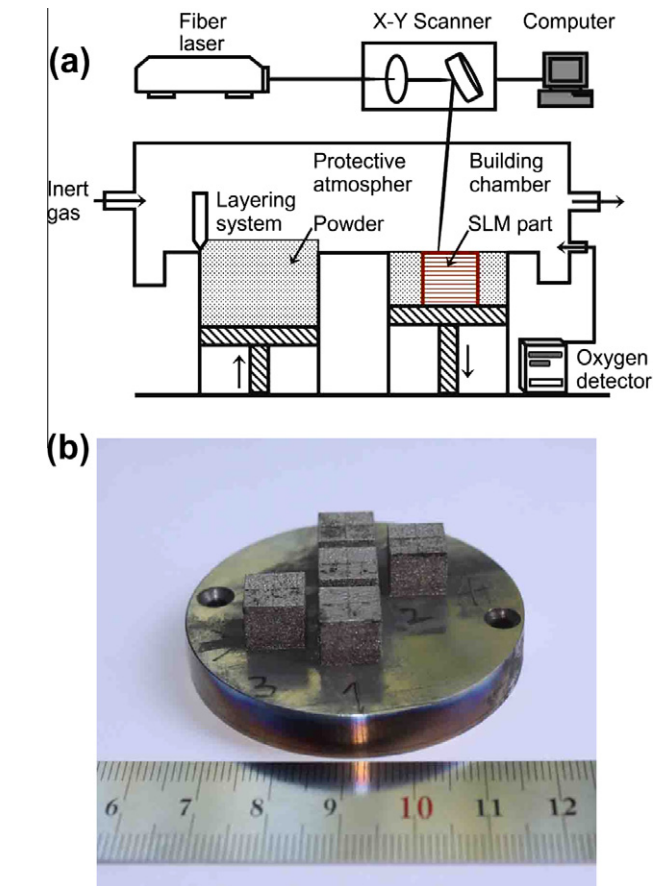 (a)
Fiber
laser
X-Y Scanner
Computer
Inert
gas
Layering
system
Protective
atmospher
Powder
Building
chamber
SLM part
Oxygen
detector
(b)
2
3
1
6 7 8 9 10 11 12